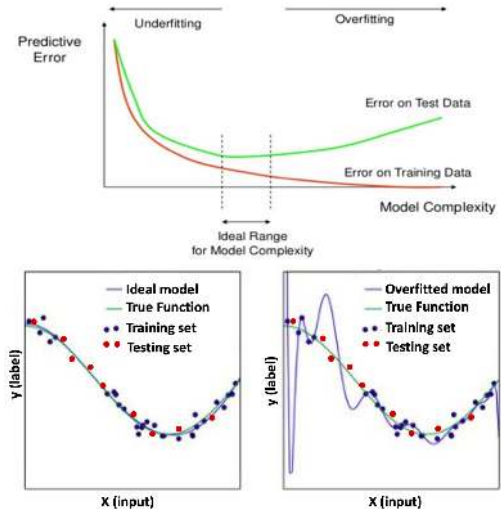 Underfitting
Overfitting
Predictive
Error
Error on Test Data
Error on Training Data
Model Complexity
Ideal Range
for Model Complexity
Ideal model
True Function
Training set
Testing set
y (label)
X (input)
Overfitted model
True Function
Training set
Testing set
y (label)
X (input)